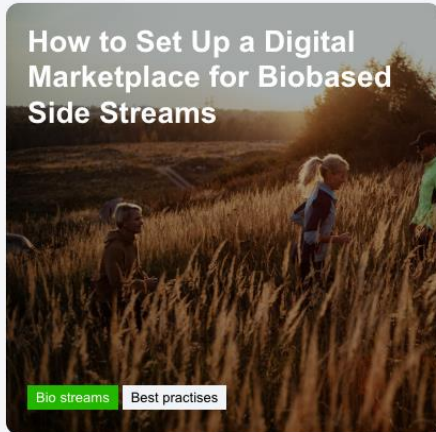 How to Set Up a Digital
Marketplace for Biobased
Side Streams
Bio streams Best practises